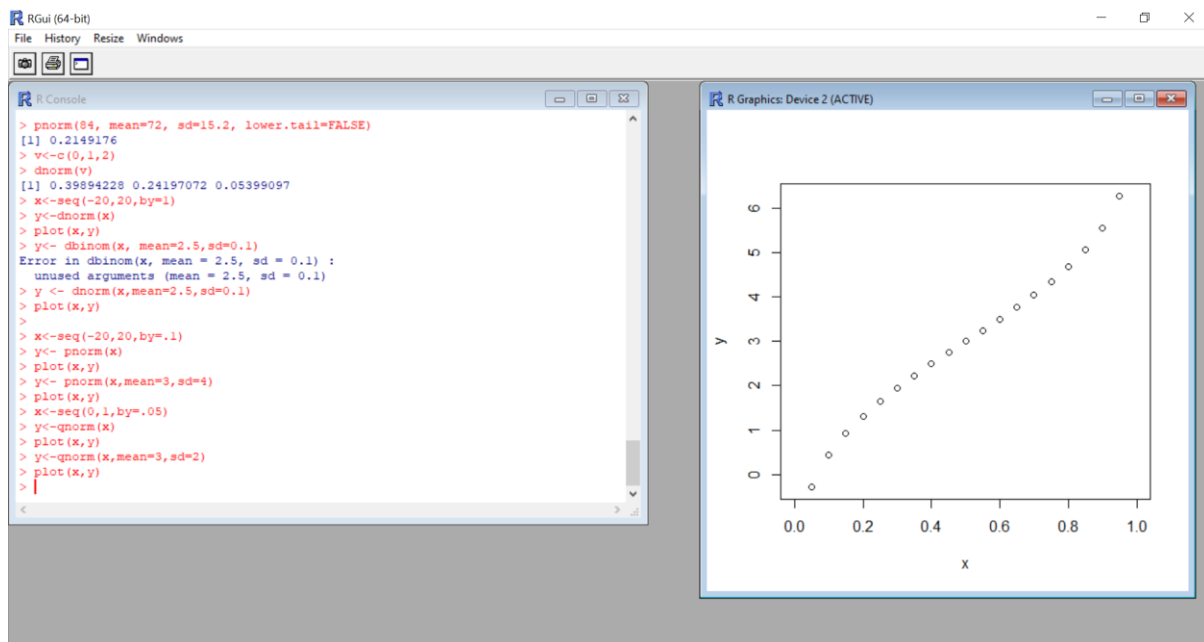 RGui (64-bit)
File History Resize Windows
R Console
> pnorm(84, mean=72, sd=15.2, lower.tail=FALSE)
[1] 0.2149176
> v<-c(0,1,2)
> dnorm(v)
[1] 0.39894228 0.24197072 0.05399097
> x<-seq(-20,20,by=1)
> y<-dnorm(x)
> plot(x,y)
> y<- dbinom(x, mean=2.5,sd=0.1)
Error in dbinom(x, mean = 2.5, sd = 0.1) :
  unused arguments (mean = 2.5, sd = 0.1)
> y <- dnorm(x,mean=2.5,sd=0.1)
> plot(x,y)
>
> x<-seq(-20,20,by=.1)
> y<- pnorm(x)
> plot(x,y)
> y<- pnorm(x,mean=3,sd=4)
> plot(x,y)
> x<-seq(0,1,by=.05)
> y<-qnorm(x)
> plot(x,y)
> y<-qnorm(x,mean=3,sd=2)
> plot(x,y)
>
R Graphics: Device 2 (ACTIVE)
6
5
4
3
2
1
0
y
0.0 0.2 0.4 0.6 0.8 1.0
x